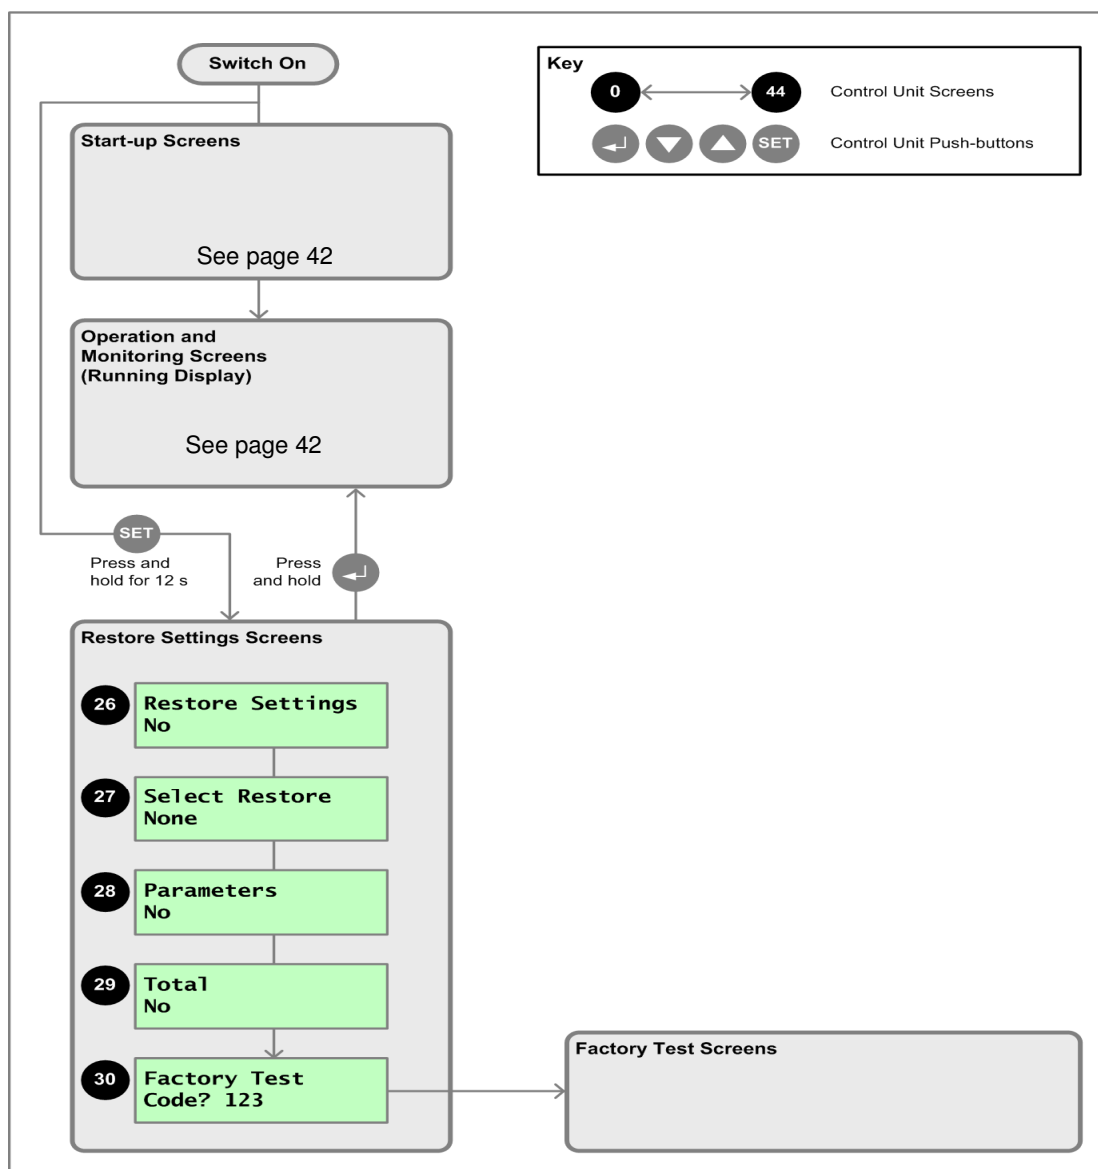 Switch On
Key
0
44
Control Unit Screens
SET
Control Unit Push-buttons
Start-up Screens
See page 42
Operation and
Monitoring Screens
(Running Display)
See page 42
SET
Press and
hold for 12 s
Press
and hold
Restore Settings Screens
26
Restore Settings
No
27
Select Restore
None
28
Parameters
No
29
Total
No
30
Factory Test
Code? 123
Factory Test Screens